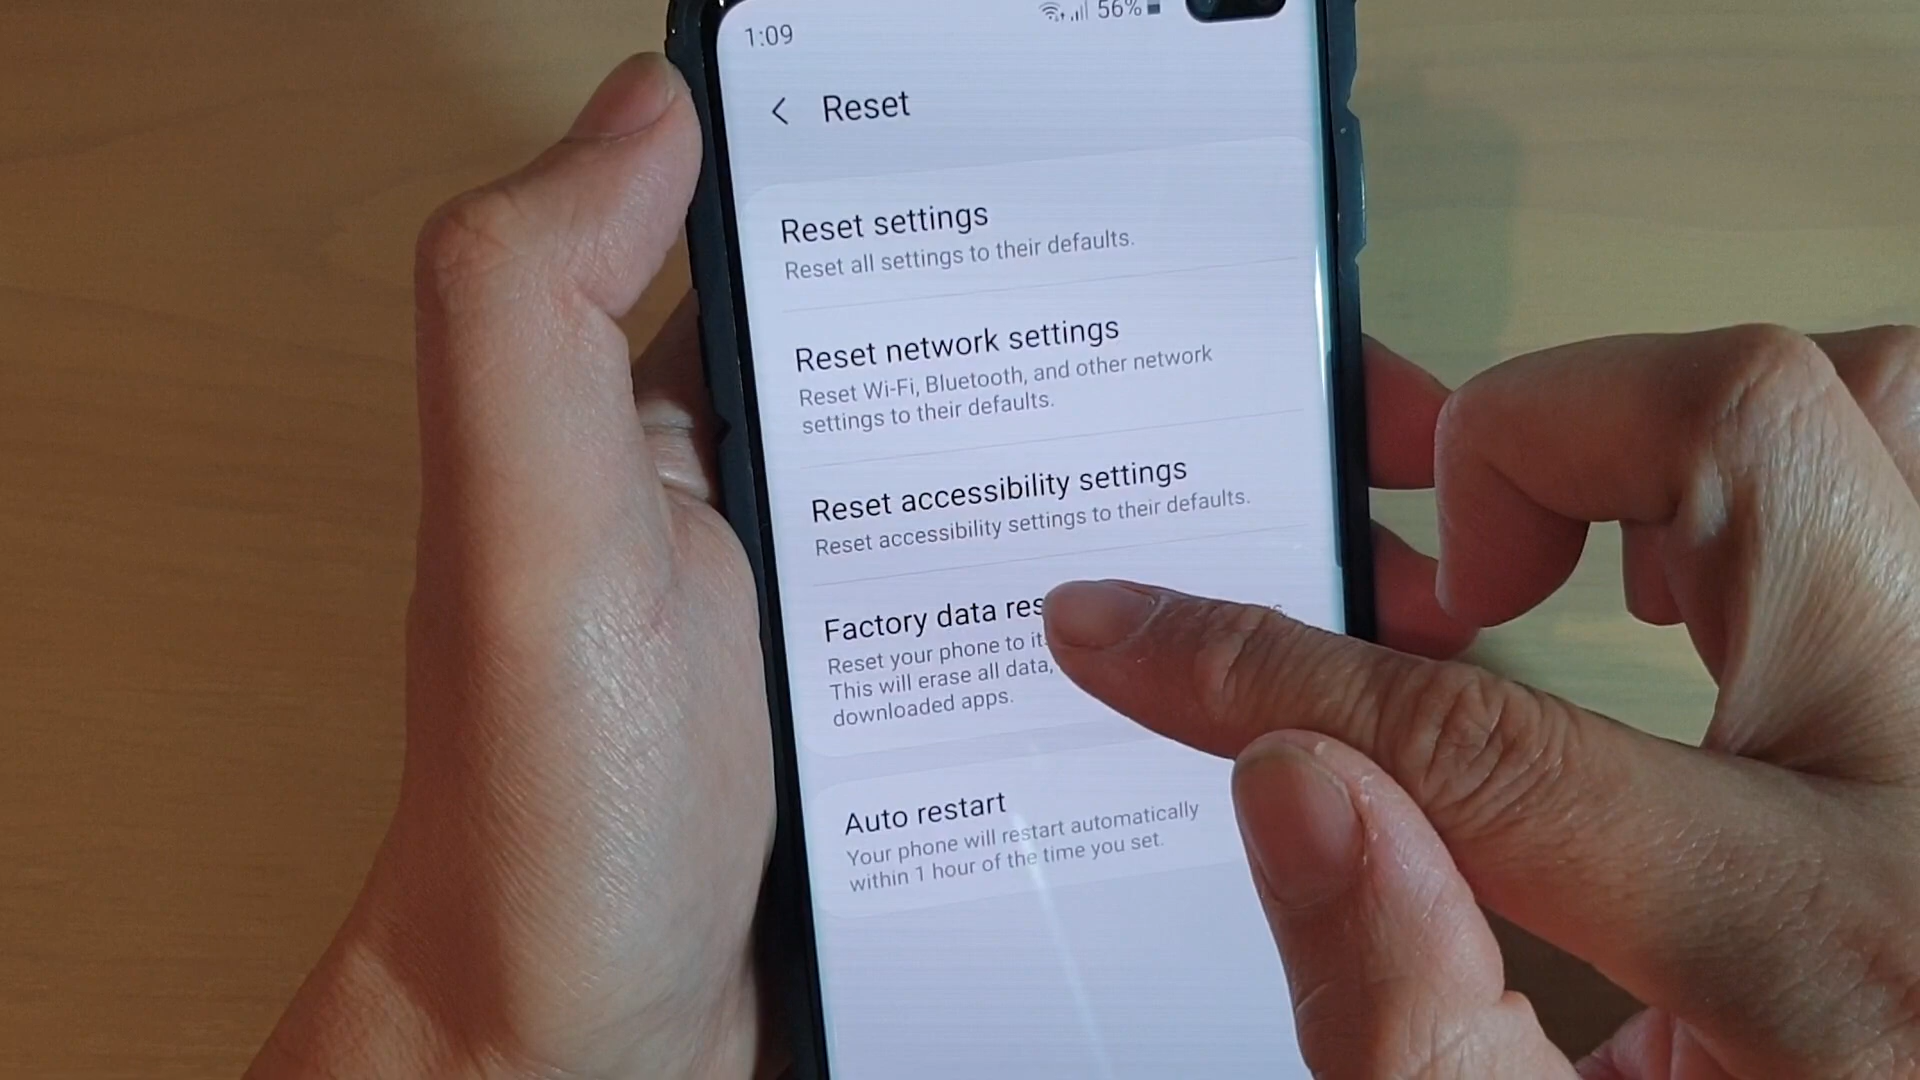 1:09
56%
Reset
Reset settings
Reset all settings to their defaults.
Reset network settings
Reset Wi-Fi, Bluetooth, and other network
settings to their defaults.
Reset accessibility settings
Reset accessibility settings to their defaults.
Factory data res
Reset your phone to it
This will erase all data,
downloaded apps.
Auto restart
Your phone will restart automatically
within 1 hour of the time you set.